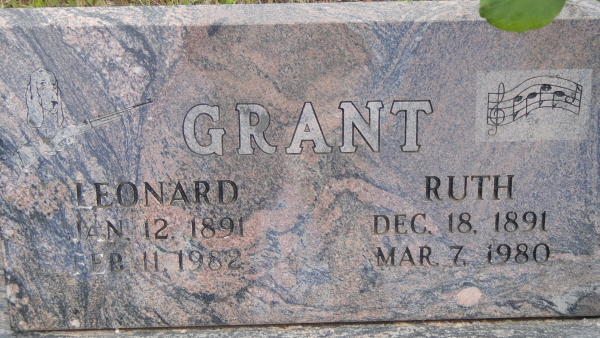 GRANT
LEONARD
JAN. 12, 1891
FEB. 11, 1982
RUTH
DEC. 18, 1891
MAR. 7, 1980